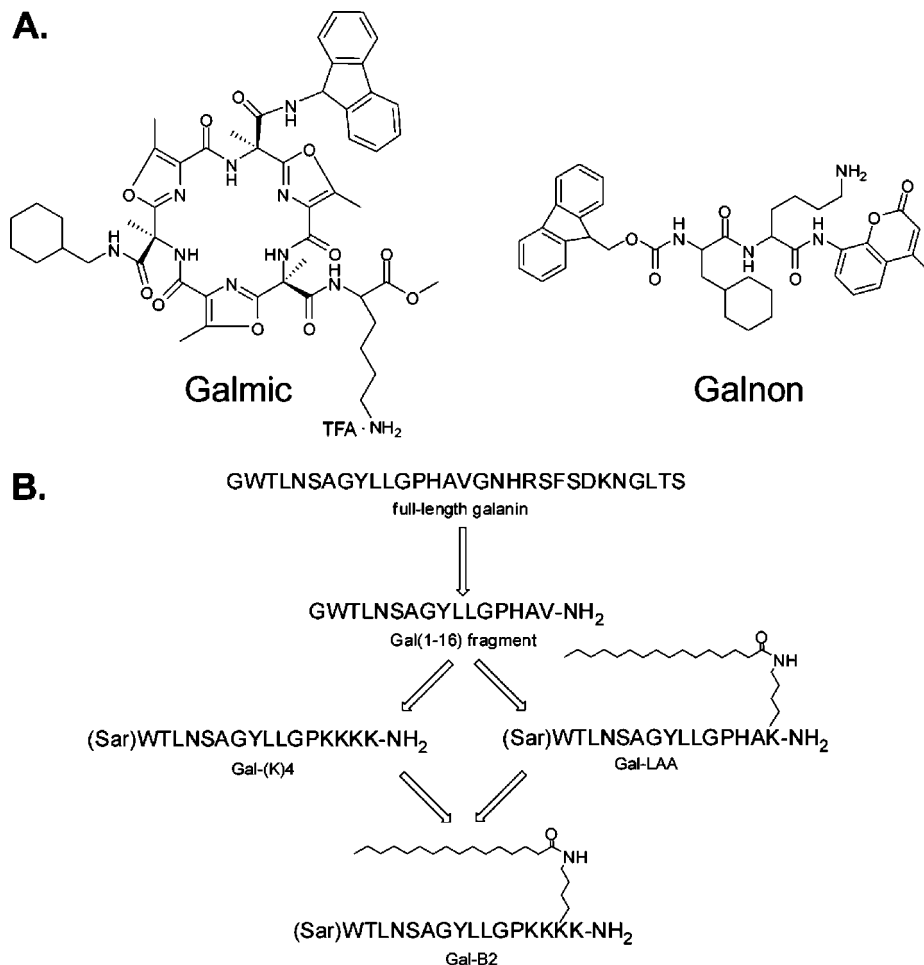 A.
Galmic
Galnon
TFA · NH2
B.
GWTLNSAGYLLGPHAVGNHRSFSDKNGLTS
full-length galanin
GWTLNSAGYLLGPHAV-NH2
Gal(1-16) fragment
(Sar)WTLNSAGYLLGPKKKK-NH2
Gal-(K)4
(Sar)WTLNSAGYLLGPHAK-NH2
Gal-LAA
(Sar)WTLNSAGYLLGPKKKK-NH2
Gal-B2